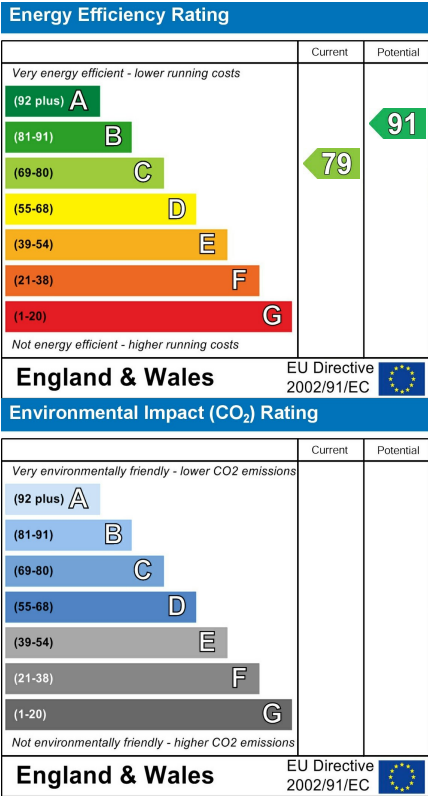 Energy Efficiency Rating
Current Potential
Very energy efficient - lower running costs
(92 plus) A
(81-91) B
91
(69-80) C
79
(55-68) D
(39-54) E
(21-38) F
(1-20) G
Not energy efficient - higher running costs
England & Wales
EU Directive
2002/91/EC
Environmental Impact (CO₂) Rating
Current Potential
Very environmentally friendly - lower CO2 emissions
(92 plus) A
(81-91) B
(69-80) C
(55-68) D
(39-54) E
(21-38) F
(1-20) G
Not environmentally friendly - higher CO2 emissions
England & Wales
EU Directive
2002/91/EC